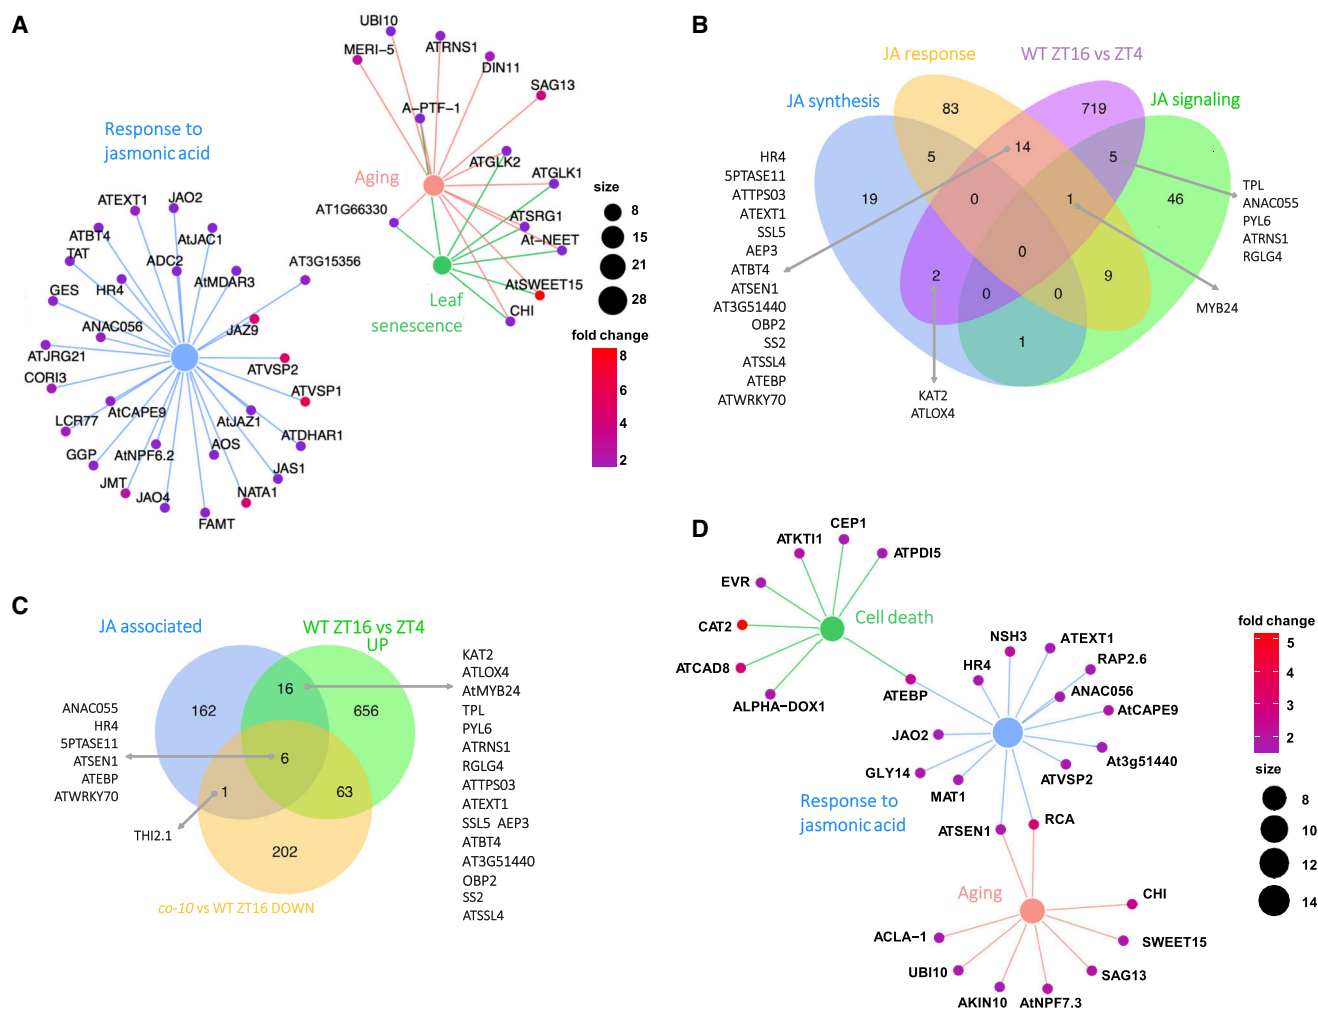 A
UBI10
MERI-5
ATRNS1
DIN11
SAG13
A-PTF-1
Response to
jasmonic acid
ATGLK2
Aging
ATGLK1
size
8
15
21
28
ATEXT1
JAO2
AT1G66330
ATSRG1
ATBT4
AtJAC1
At-NEET
TAT
ADC2
AtMDAR3
AT3G15356
GES
HR4
AtSWEET15
Leaf
senescence
CHI
ANAC056
JAZ9
fold change
8
6
4
2
ATJRG21
ATVSP2
CORI3
ATVSP1
AtCAPE9
AtJAZ1
LCR77
ATDHAR1
GGP
AtNPF6.2
AOS
JAS1
JMT
JAO4
NATA1
FAMT
B
JA response
WT ZT16 vs ZT4
JA synthesis
JA signaling
83
719
14
5
5
19
0
1
46
0
2
0
0
9
1
HR4
5PTASE11
ATTPS03
ATEXT1
SSL5
AEP3
ATBT4
ATSEN1
AT3G51440
OBP2
SS2
ATSSL4
ATEBP
ATWRKY70
TPL
ANAC055
PYL6
ATRNS1
RGLG4
MYB24
KAT2
ATLOX4
C
JA associated
WT ZT16 vs ZT4
UP
162
16
656
6
1
63
202
ANAC055
HR4
5PTASE11
ATSEN1
ATEBP
ATWRKY70
THI2.1
co-10 vs WT ZT16 DOWN
KAT2
ATLOX4
AtMYB24
TPL
PYL6
ATRNS1
RGLG4
ATTPS03
ATEXT1
SSL5 AEP3
ATBT4
AT3G51440
OBP2
SS2
ATSSL4
D
CEP1
ATKTI1
ATPDI5
EVR
CAT2
Cell death
ATCAD8
ALPHA-DOX1
ATEBP
NSH3
ATEXT1
HR4
RAP2.6
ANAC056
AtCAPE9
JAO2
At3g51440
GLY14
ATVSP2
MAT1
Response to
jasmonic acid
ATSEN1
RCA
Aging
CHI
ACLA-1
SWEET15
UBI10
SAG13
AKIN10
AtNPF7.3
fold change
5
4
3
2
size
8
10
12
14